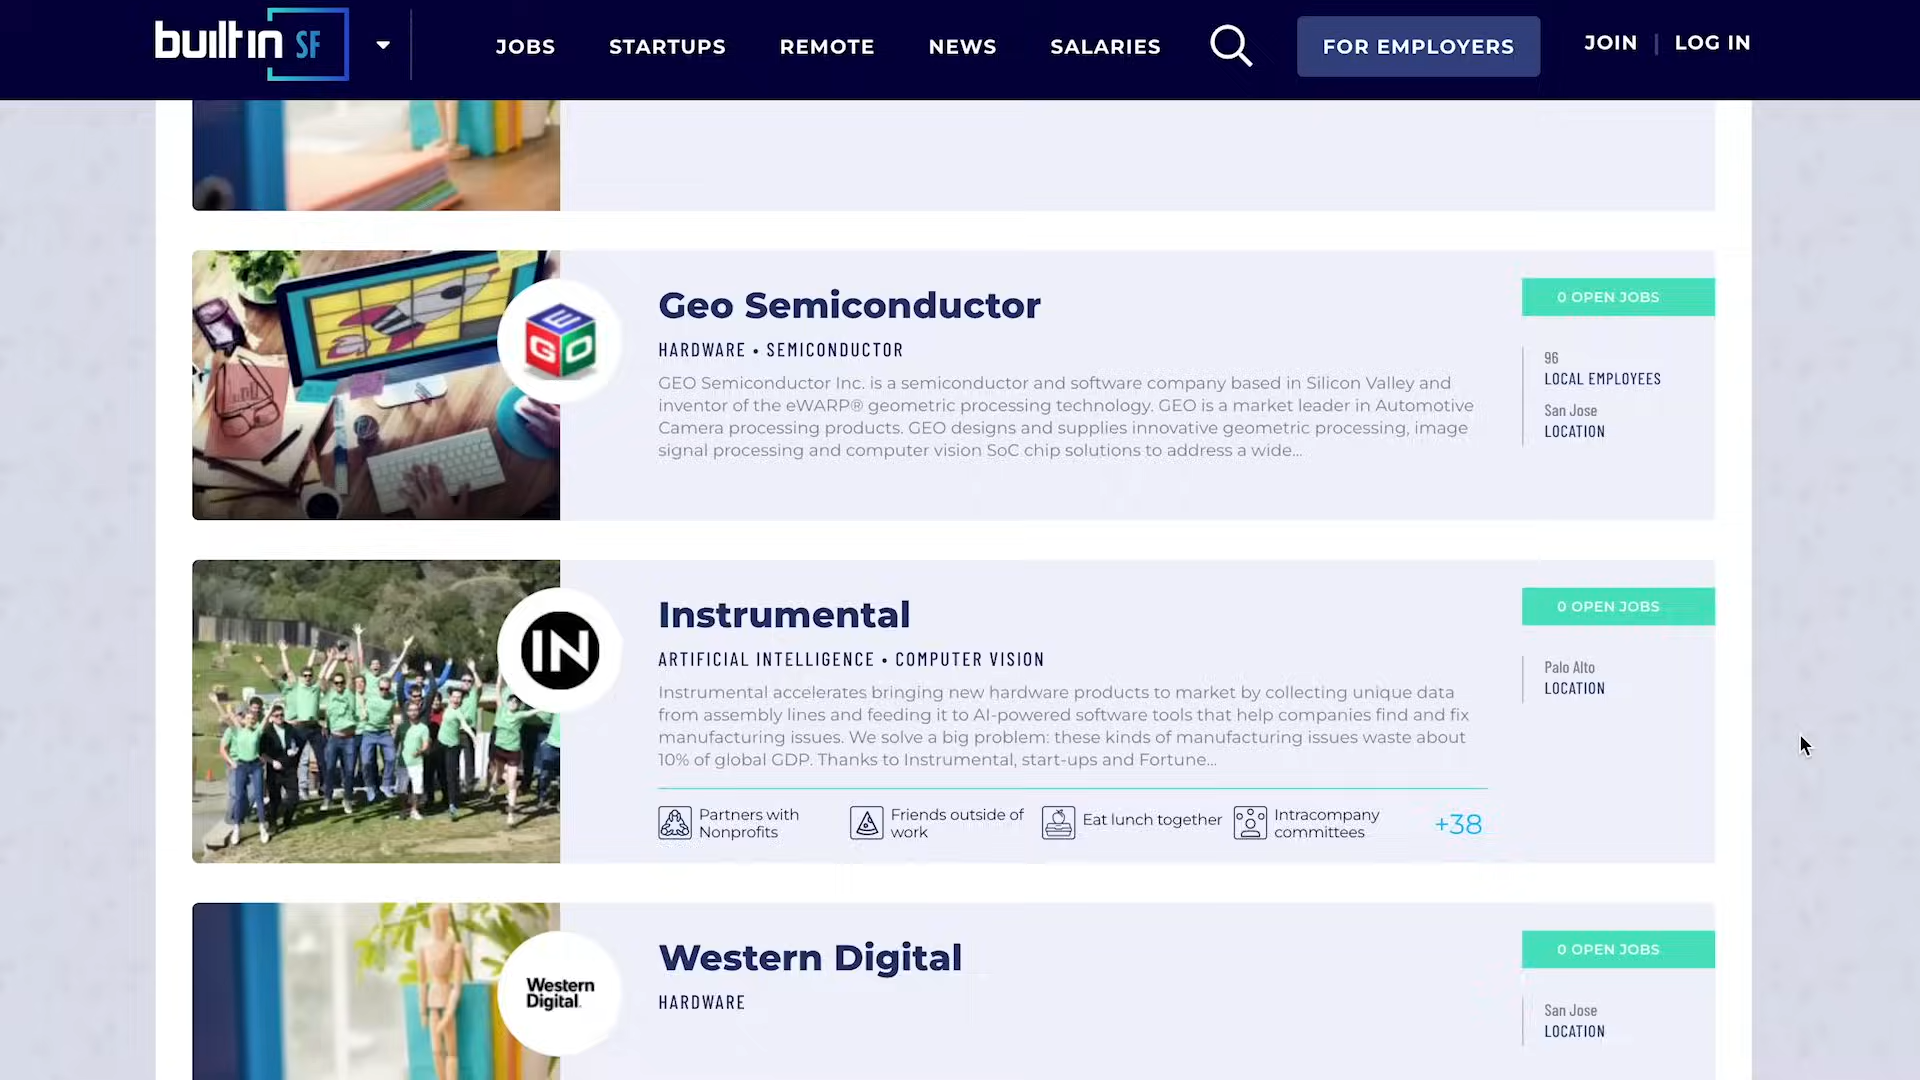 builtin SF
JOBS
STARTUPS
REMOTE
NEWS
SALARIES
FOR EMPLOYERS
JOIN | LOG IN
GEO
Geo Semiconductor
HARDWARE • SEMICONDUCTOR
GEO Semiconductor Inc. is a semiconductor and software company based in Silicon Valley and
inventor of the eWARP® geometric processing technology. GEO is a market leader in Automotive
Camera processing products. GEO designs and supplies innovative geometric processing, image
signal processing and computer vision SoC chip solutions to address a wide...
0 OPEN JOBS
96
LOCAL EMPLOYEES
San Jose
LOCATION
IN
Instrumental
ARTIFICIAL INTELLIGENCE • COMPUTER VISION
Instrumental accelerates bringing new hardware products to market by collecting unique data
from assembly lines and feeding it to AI-powered software tools that help companies find and fix
manufacturing issues. We solve a big problem: these kinds of manufacturing issues waste about
10% of global GDP. Thanks to Instrumental, start-ups and Fortune...
Partners with
Nonprofits
Friends outside of
work
Eat lunch together
Intracompany
committees
+38
0 OPEN JOBS
Palo Alto
LOCATION
Western
Digital.
Western Digital
HARDWARE
0 OPEN JOBS
San Jose
LOCATION